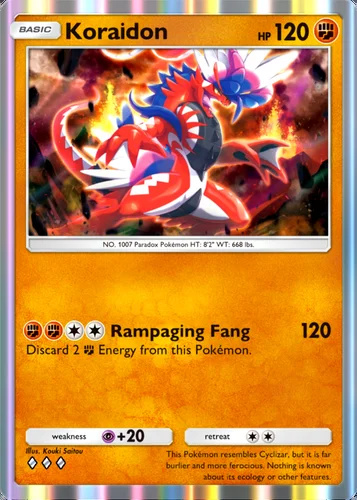 BASIC Koraidon HP 120
NO. 1007 Paradox Pokémon HT: 8'2" WT: 668 lbs.
Rampaging Fang 120
Discard 2 Energy from this Pokémon.
weakness +20 retreat
Illus. Kouki Saitou
This Pokémon resembles Cyclizar, but it is far
burlier and more ferocious. Nothing is known
about its ecology or other features.